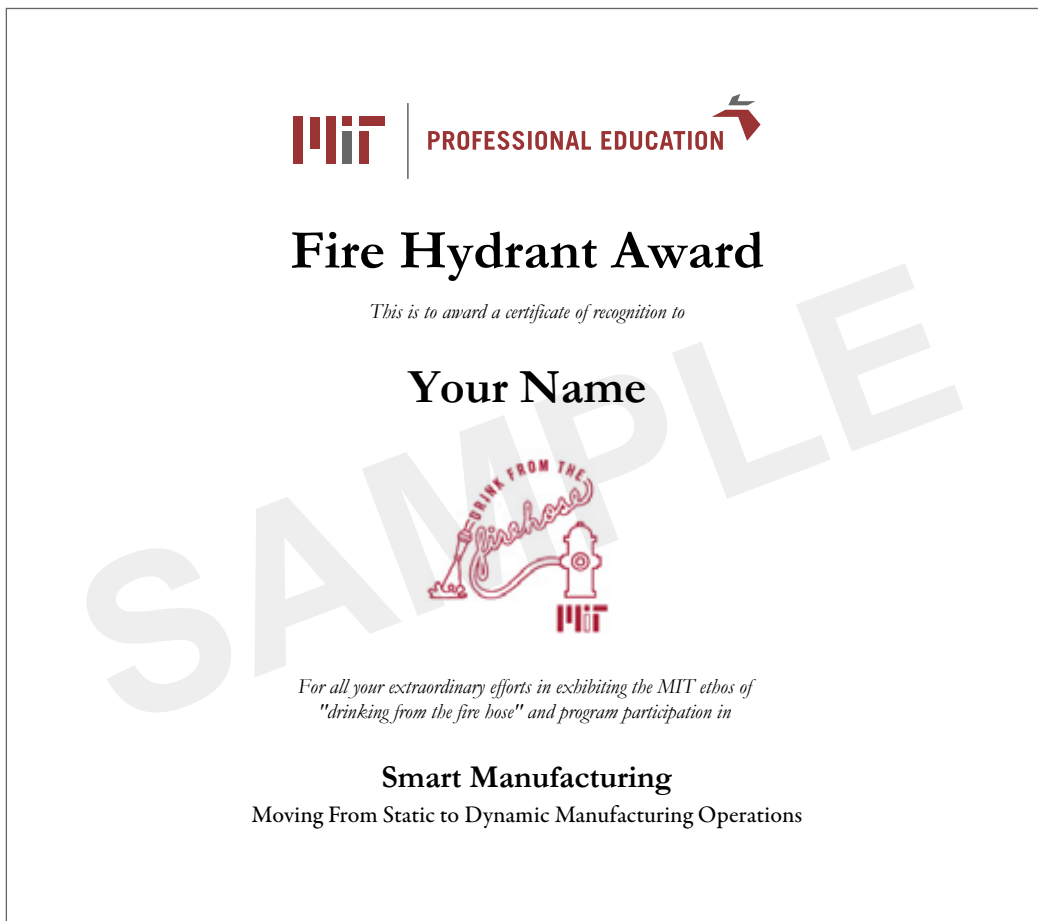 MIT
PROFESSIONAL EDUCATION
Fire Hydrant Award
This is to award a certificate of recognition to
Your Name
SAMPLE
DRINK FROM THE
firehose
MIT
For all your extraordinary efforts in exhibiting the MIT ethos of
"drinking from the fire hose" and program participation in
Smart Manufacturing
Moving From Static to Dynamic Manufacturing Operations